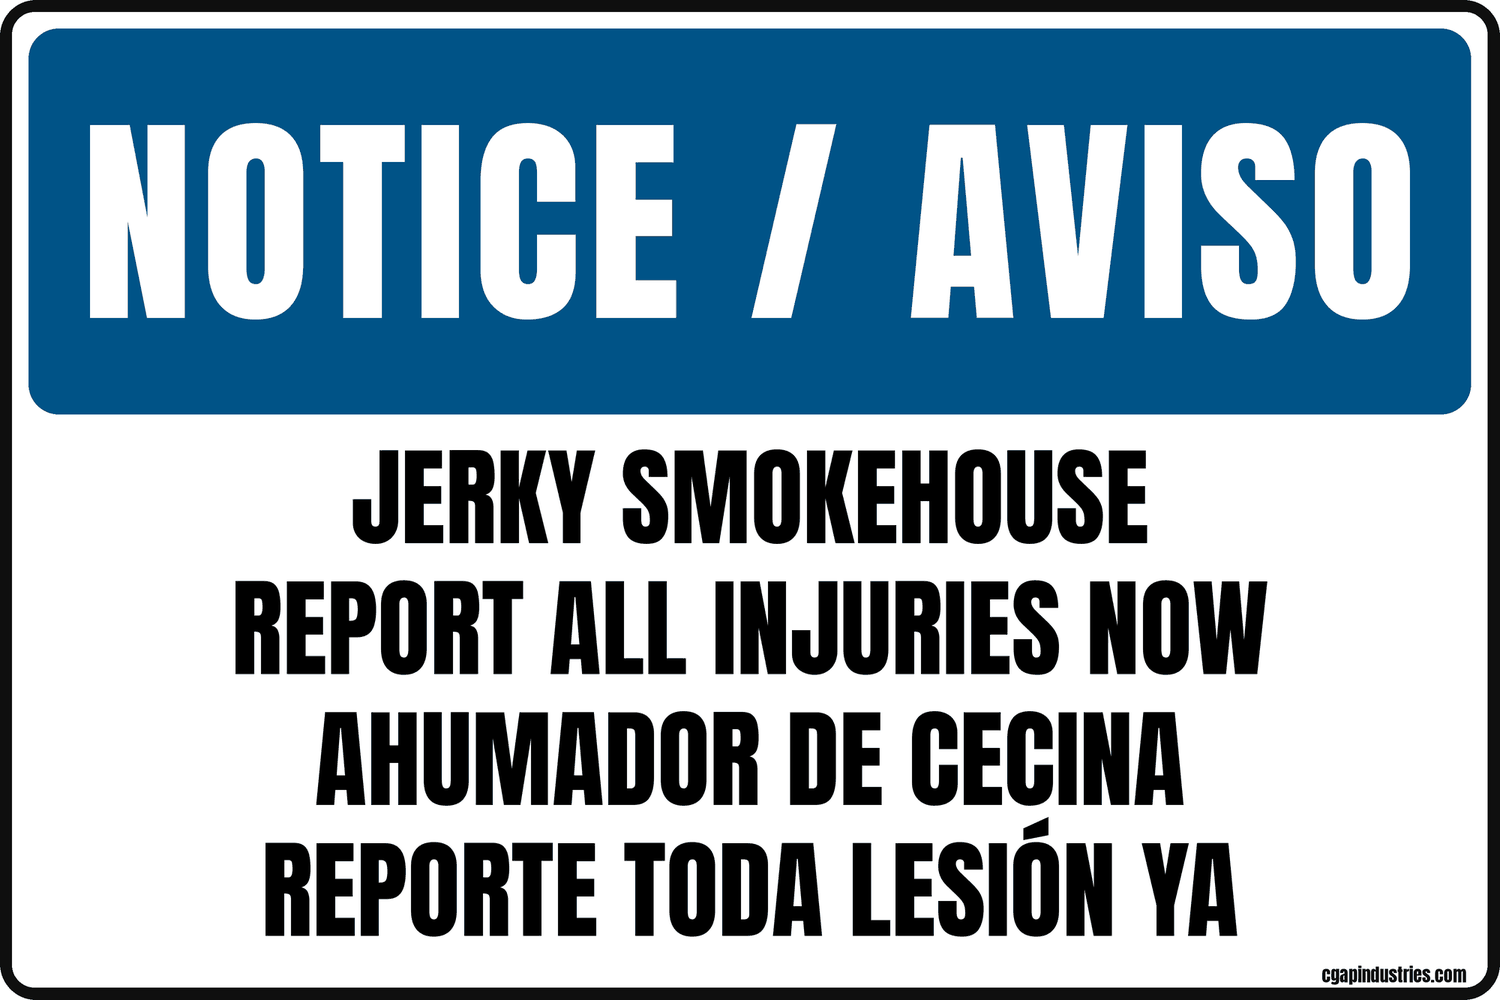 NOTICE / AVISO
JERKY SMOKEHOUSE
REPORT ALL INJURIES NOW
AHUMADOR DE CECINA
REPORTE TODA LESIÓN YA
cgapindustries.com